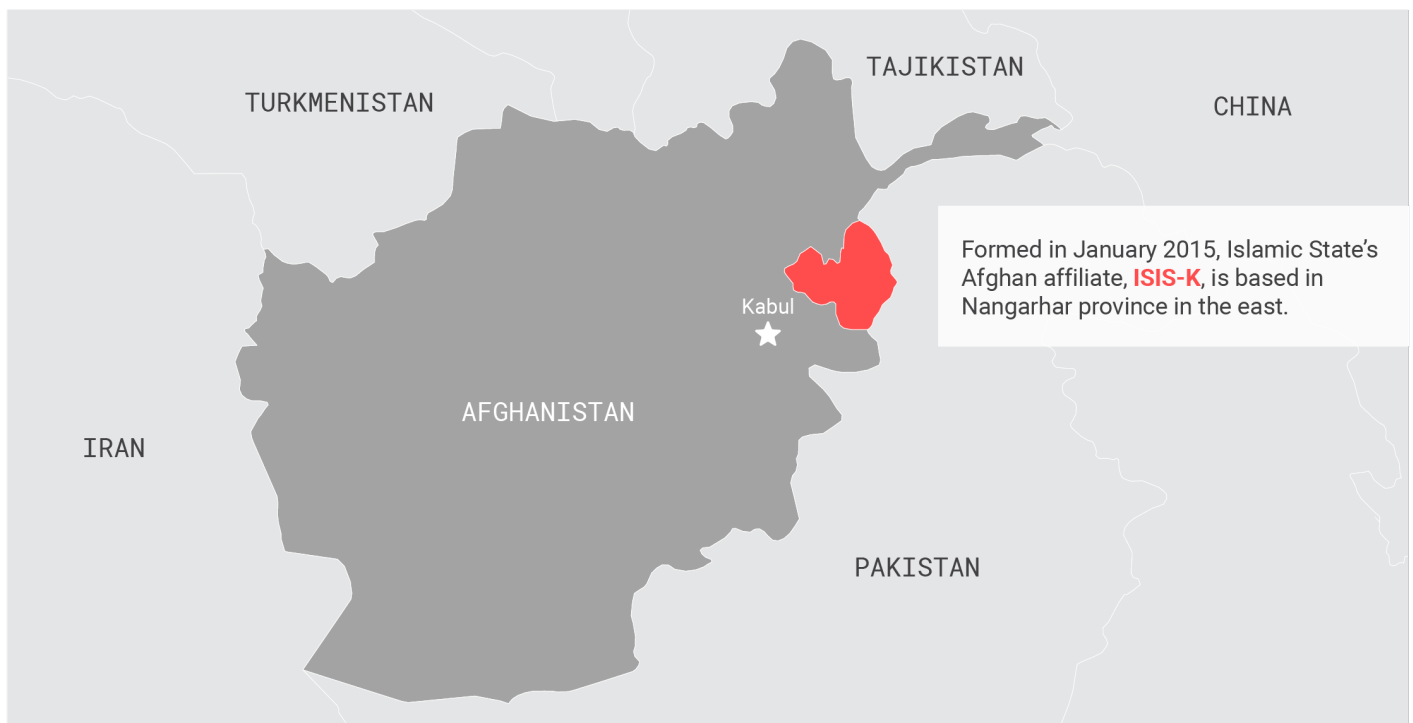 TAJIKISTAN
TURKMENISTAN
CHINA
Formed in January 2015, Islamic State’s
Afghan affiliate, ISIS-K, is based in
Nangarhar province in the east.
Kabul
AFGHANISTAN
IRAN
PAKISTAN